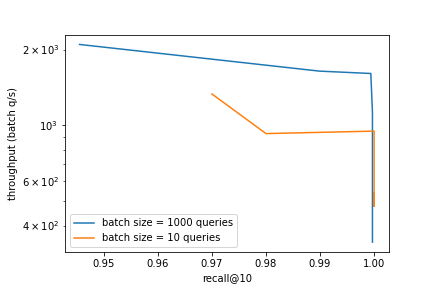 2 × 10³
10³
6 × 10²
4 × 10²
throughput (batch q/s)
batch size = 1000 queries
batch size = 10 queries
0.95 0.96 0.97 0.98 0.99 1.00
recall@10